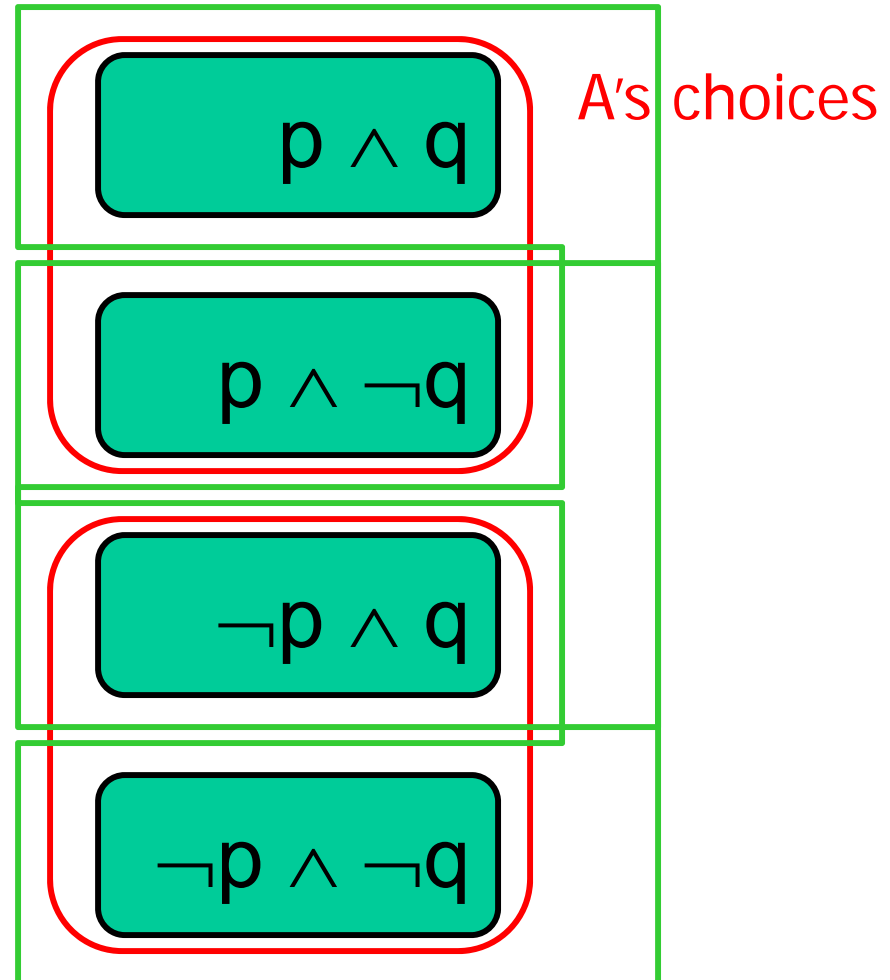 A's choices
p ∧ q
p ∧ ¬q
¬p ∧ q
¬p ∧ ¬q